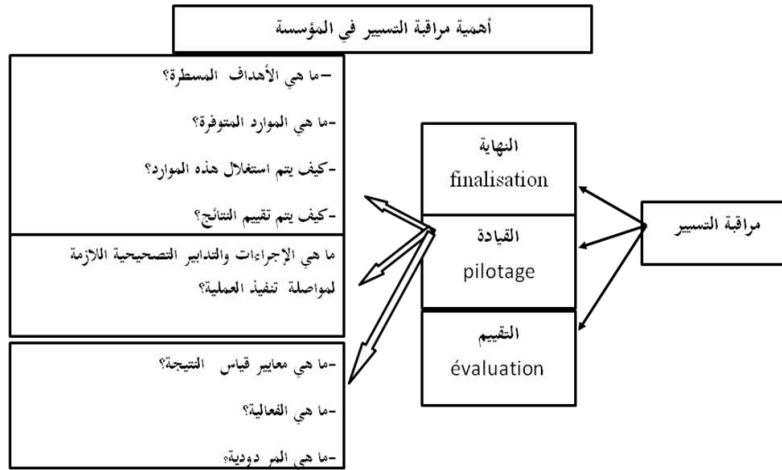 أهمية مراقبة التسيير في المؤسسة
مراقبة التسيير
النهاية
finalisation
القيادة
pilotage
التقييم
évaluation
–ما هي الأهداف المسطرة؟
-ما هي الموارد المتوفرة؟
-كيف يتم استغلال هذه الموارد؟
-كيف يتم تقييم النتائج؟
ما هي الإجراءات والتدابير التصحيحية اللازمة
لمواصلة تنفيذ العملية؟
-ما هي معايير قياس النتيجة؟
-ما هي الفعالية؟
-ما هي المر دودية؟